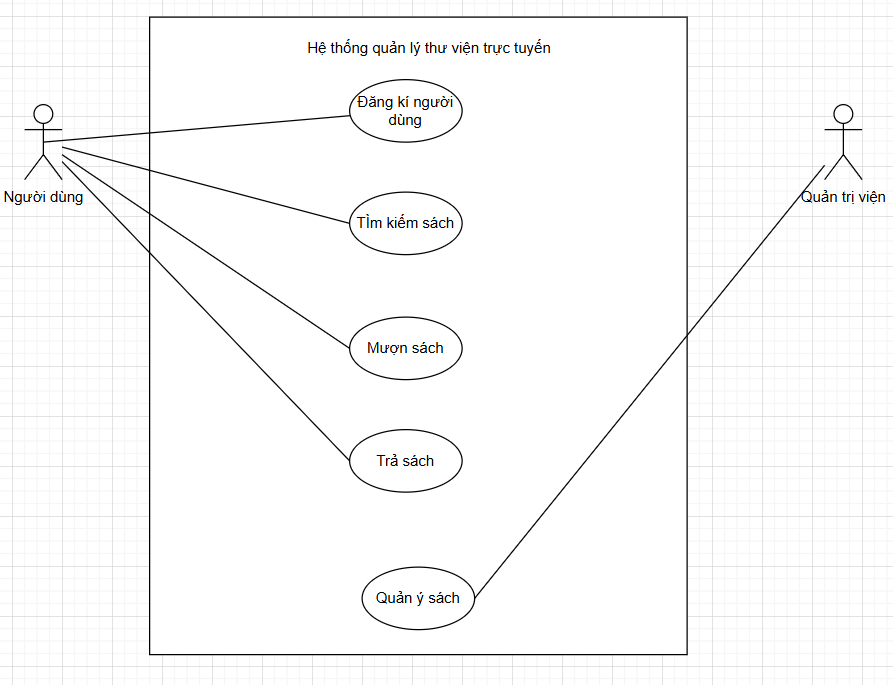 Hệ thống quản lý thư viện trực tuyến
Đăng kí người
dùng
Người dùng
Quản trị viện
TÌm kiếm sách
Mượn sách
Trả sách
Quản ý sách